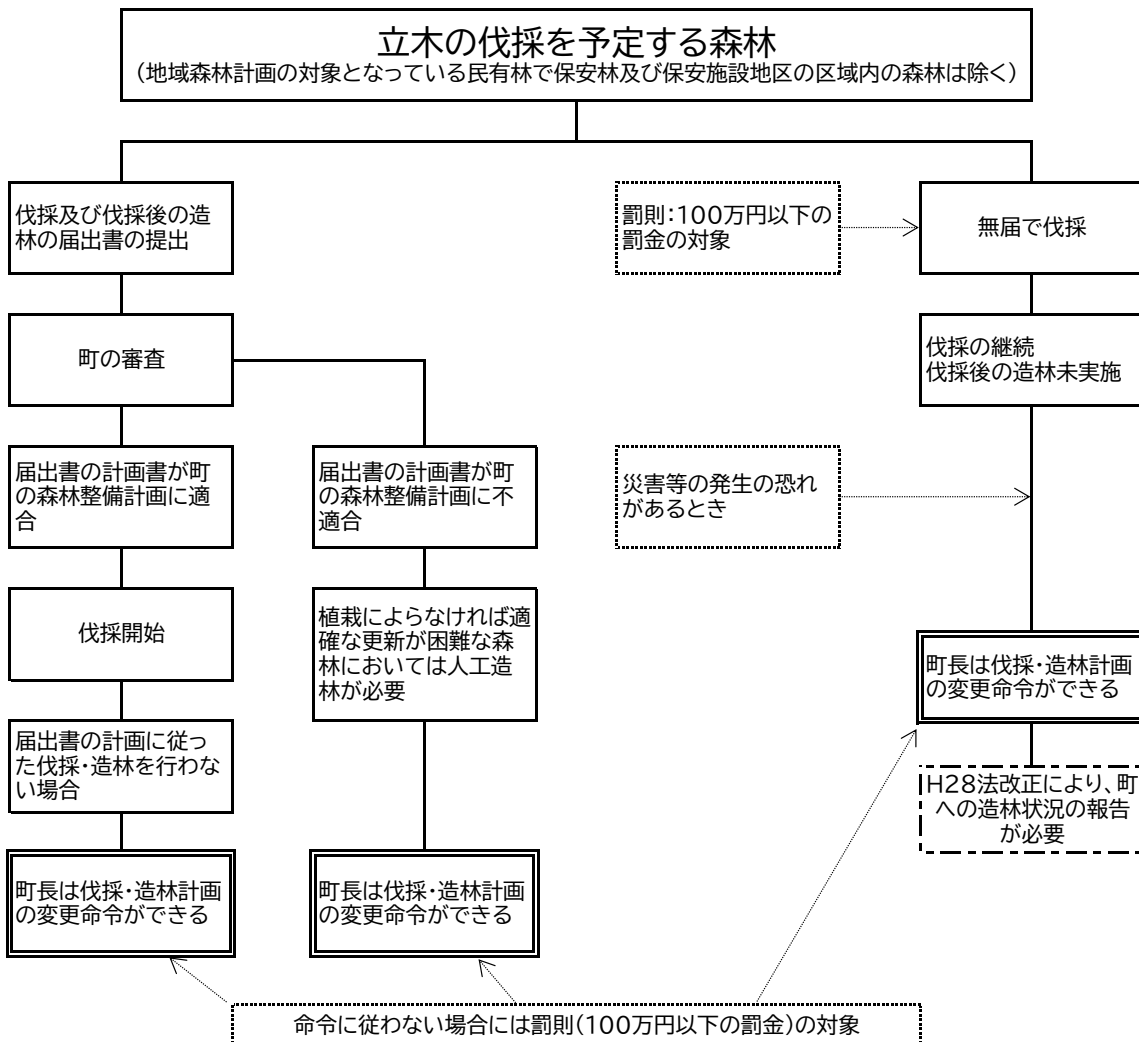 立木の伐採を予定する森林
（地域森林計画の対象となっている民有林で保安林及び保安施設地区の区域内の森林は除く）
伐採及び伐採後の造
林の届出書の提出
罰則：100万円以下の
罰金の対象
無届で伐採
町の審査
伐採の継続
伐採後の造林未実施
届出書の計画書が町
の森林整備計画に適
合
届出書の計画書が町
の森林整備計画に不
適合
災害等の発生の恐れ
があるとき
伐採開始
植栽によらなければ適
確な更新が困難な森
林においては人工造
林が必要
町長は伐採・造林計画
の変更命令ができる
届出書の計画に従っ
た伐採・造林を行わな
い場合
H28法改正により、町
への造林状況の報告
が必要
町長は伐採・造林計画
の変更命令ができる
町長は伐採・造林計画
の変更命令ができる
命令に従わない場合には罰則（100万円以下の罰金）の対象